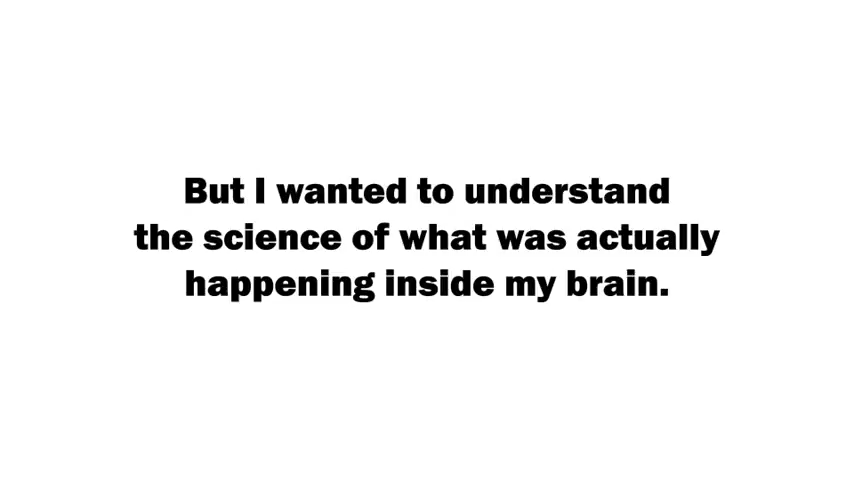 But I wanted to understand
the science of what was actually
happening inside my brain.